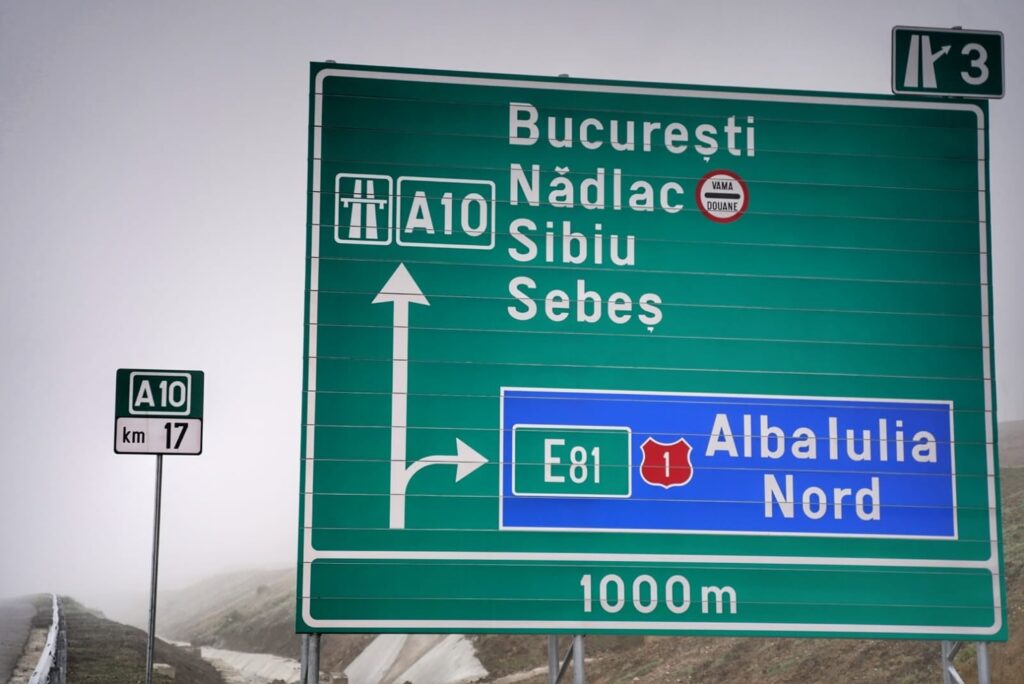 3
București
Nădlac
VAMA
DOUANE
A10
Sibiu
Sebeș
A10
km 17
E81
1
Alba Iulia
Nord
1000m